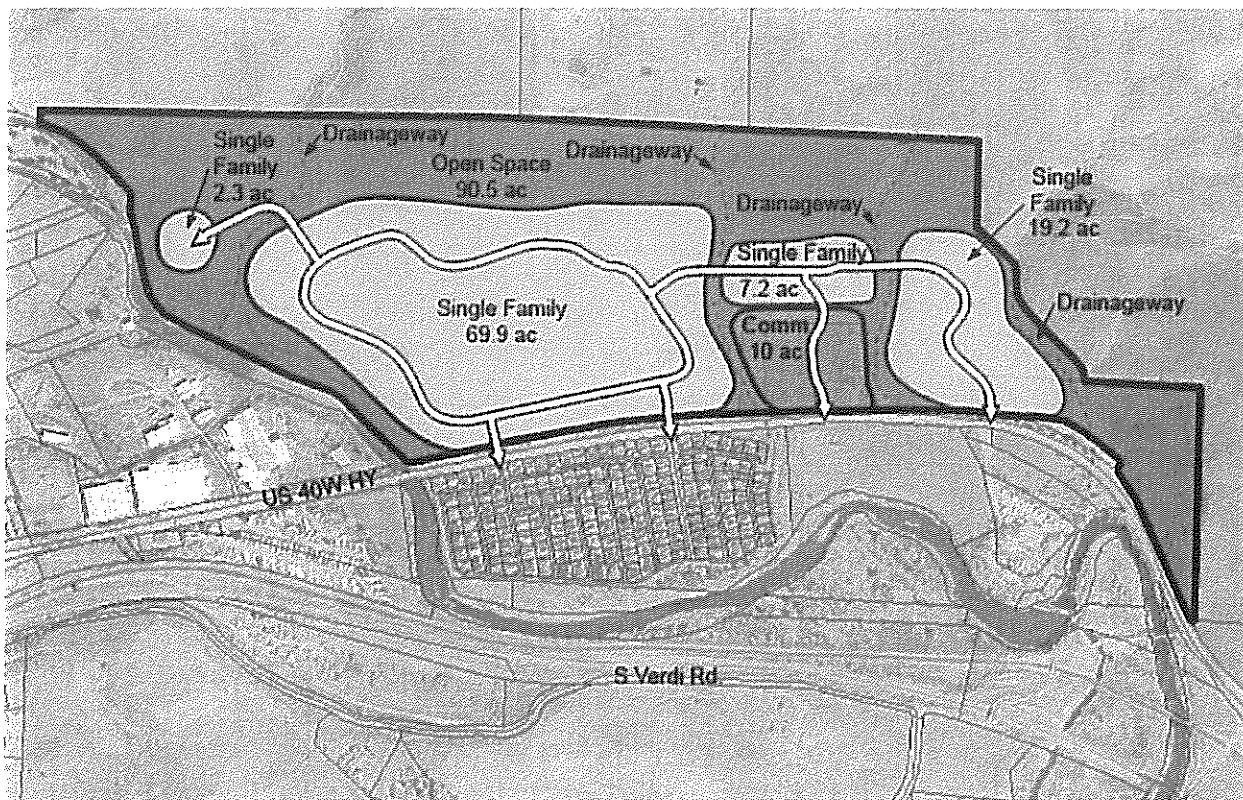 Single
Family
2.3 ac
Drainageway
Open Space
90.5 ac
Drainageway
Drainageway
Single
Family
19.2 ac
Single Family
7.2 ac
Drainageway
Single Family
69.9 ac
Comm
10 ac
US 40W HY
S Verdi Rd